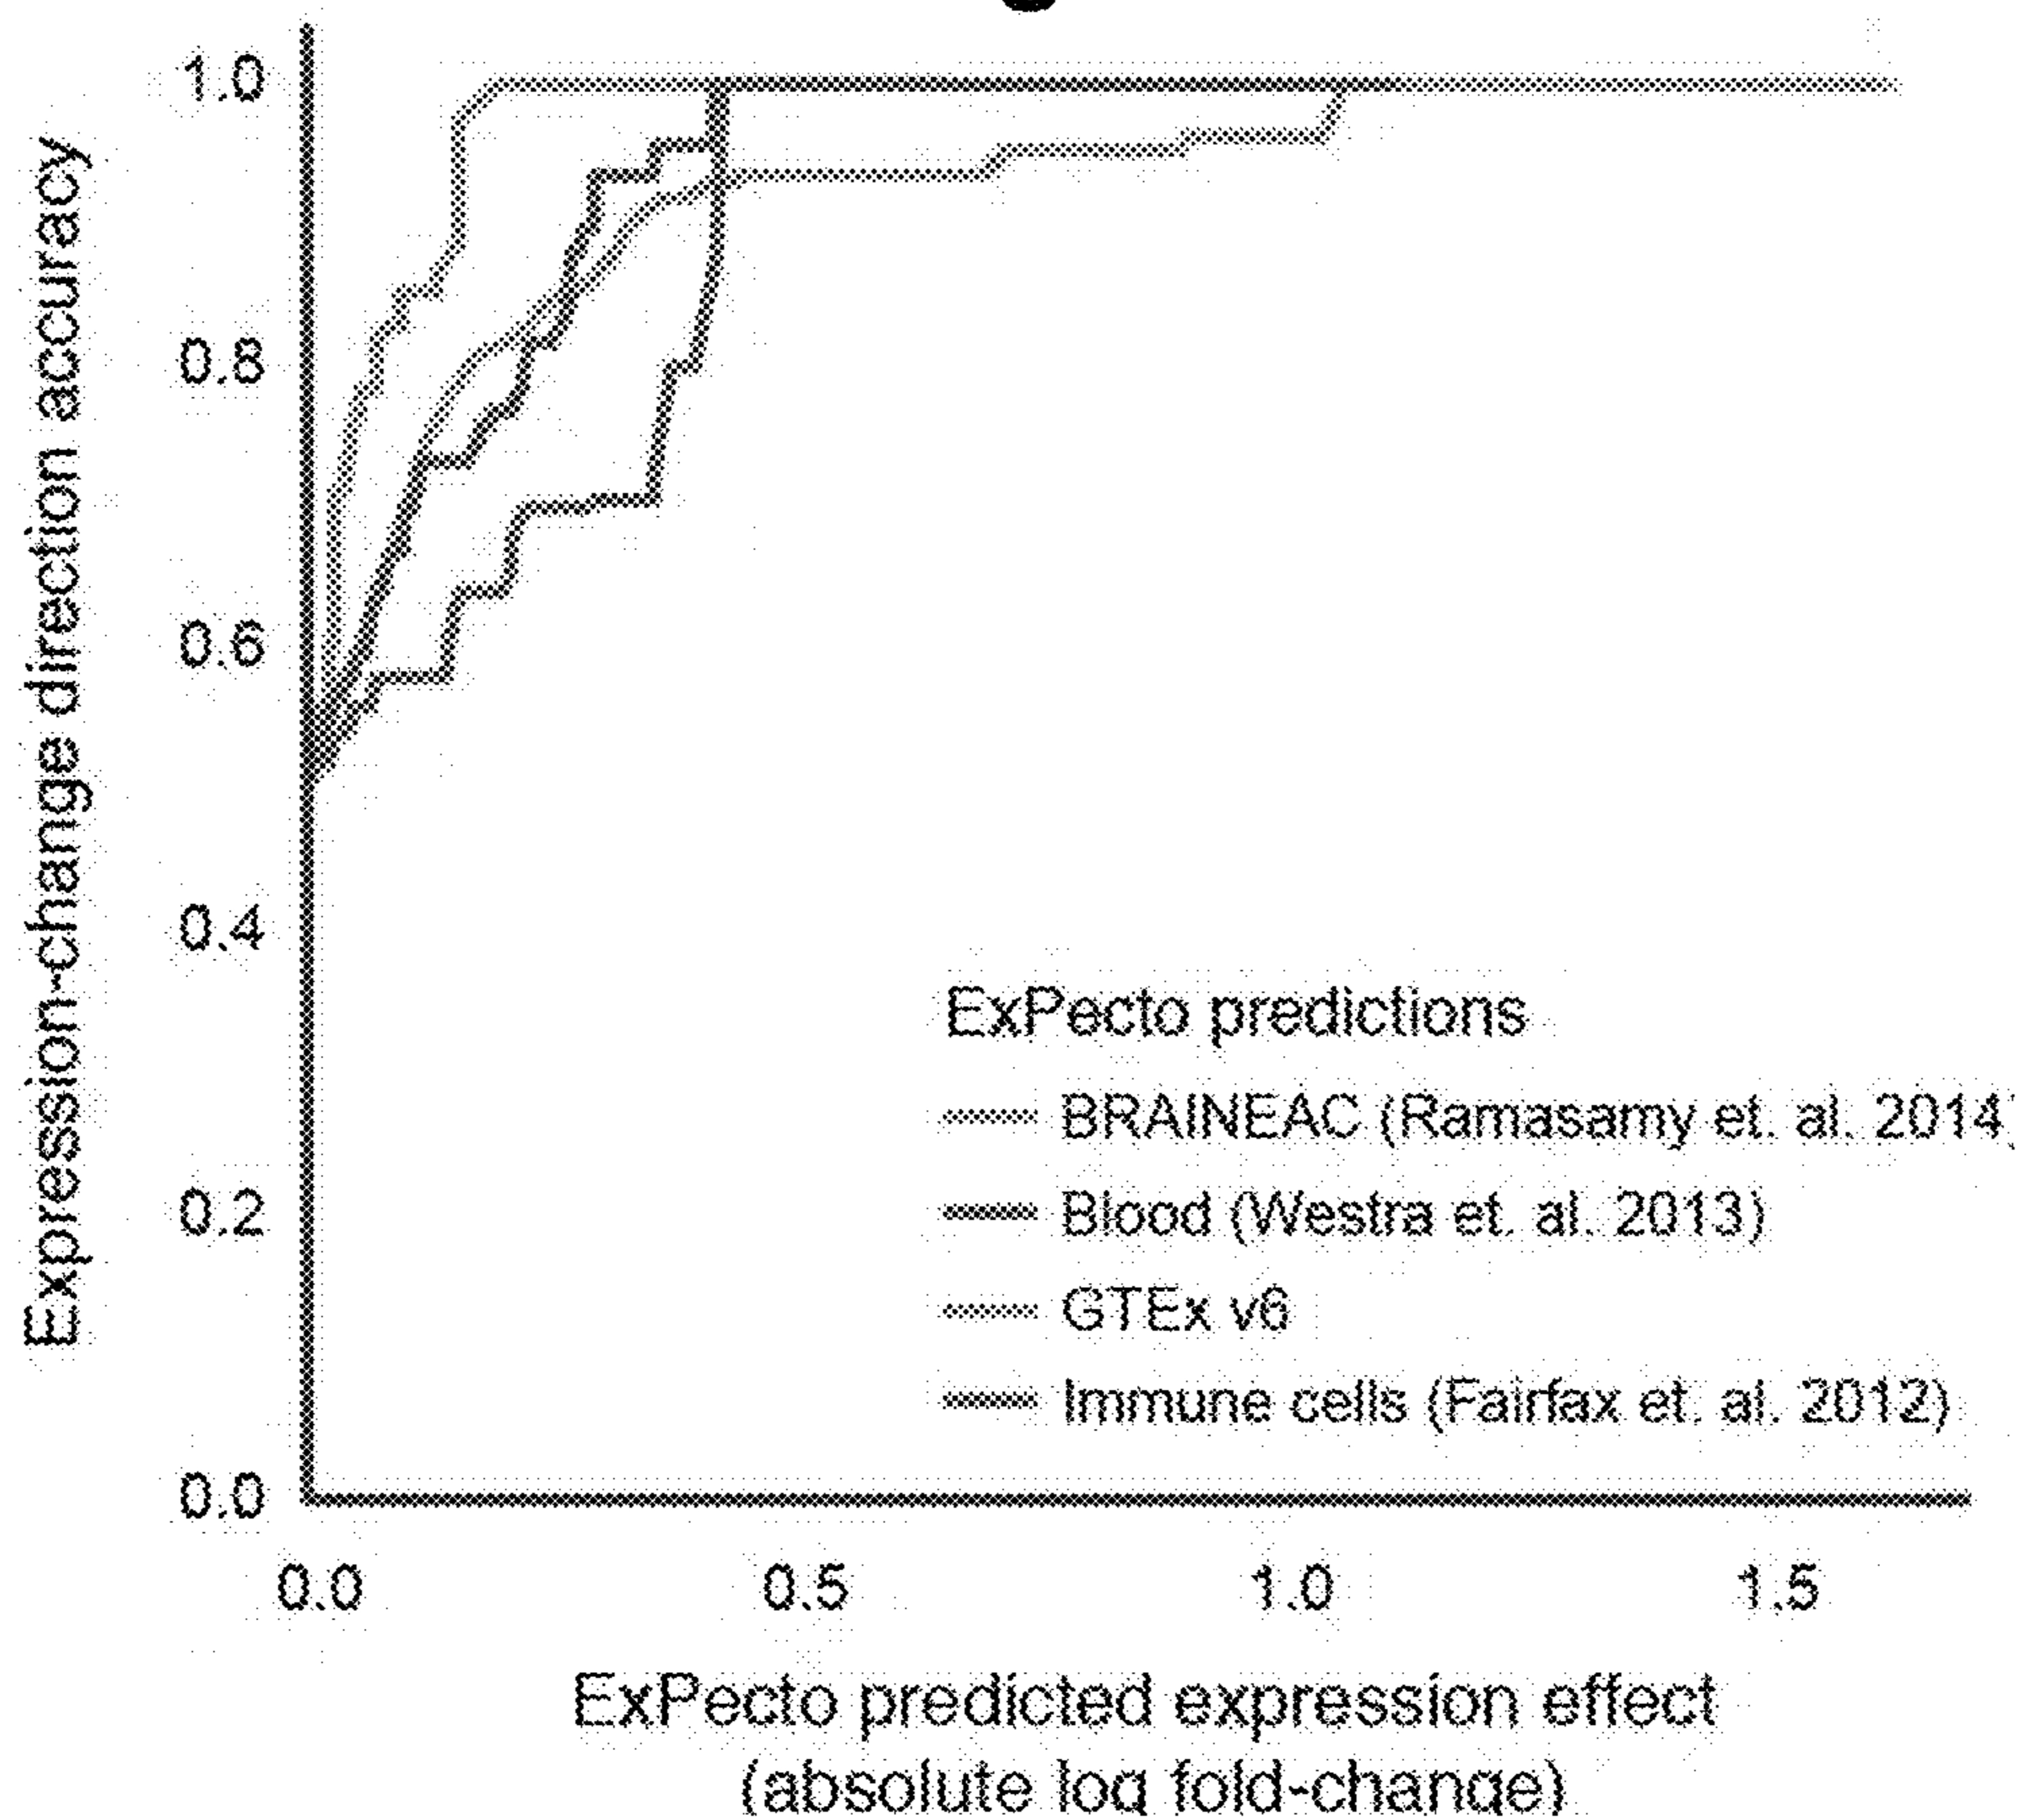 1.0
0.8
0.6
0.4
0.2
0.0
Expression-change direction accuracy
ExPecto predictions
BRAINEAC (Ramasamy et. al. 2014)
Blood (Westra et. al. 2013)
GTEx v6
Immune cells (Fairfax et. al. 2012)
0.0 0.5 1.0 1.5
ExPecto predicted expression effect
(absolute log fold-change)